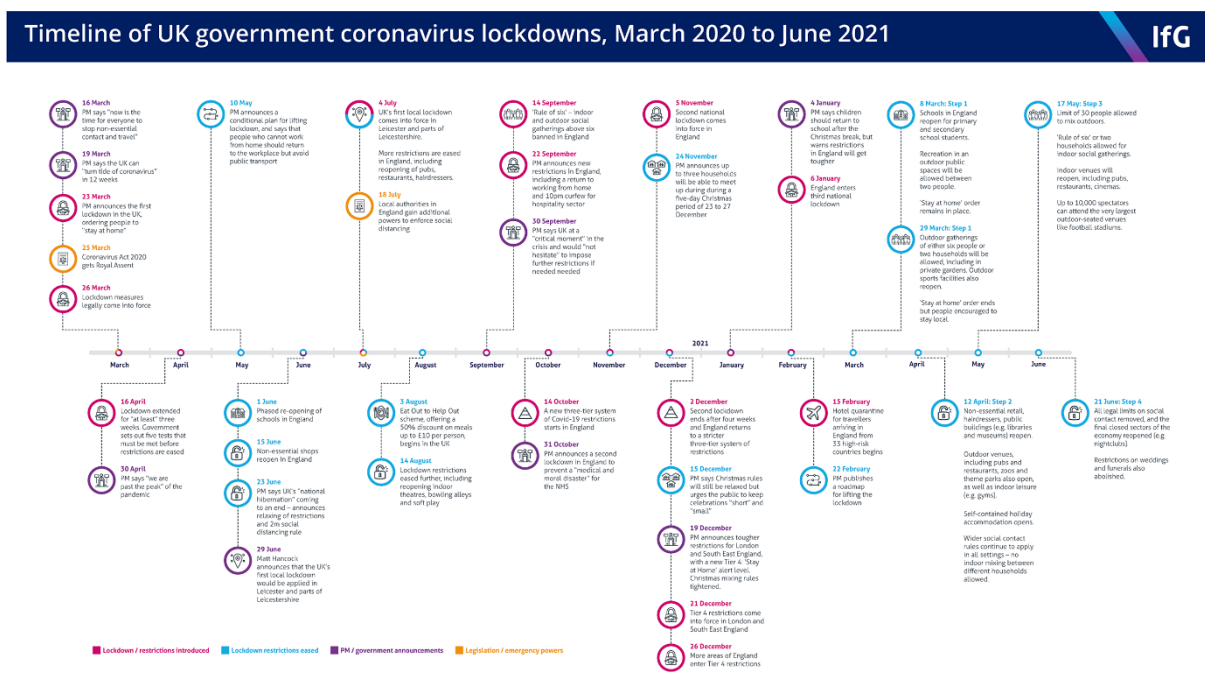 Timeline of UK government coronavirus lockdowns, March 2020 to June 2021
IfG
16 March
PM says "now is the
time for everyone to
stop non-essential
contact and travel"
19 March
PM says the UK can
"turn tide of coronavirus"
in 12 weeks
23 March
PM announces the first
lockdown in the UK,
ordering people to
"stay at home"
25 March
Coronavirus Act 2020
gets Royal Assent
26 March
Lockdown measures
legally come into force
10 May
PM announces a
conditional plan for lifting
lockdown, and says that
people who cannot work
from home should return
to the workplace but avoid
public transport
4 July
UK's first local lockdown
comes into force in
Leicester and parts of
Leicestershire.
More restrictions are eased
in England, including
reopening of pubs,
restaurants, hairdressers.
18 July
Local authorities in
England gain additional
powers to enforce social
distancing
14 September
'Rule of six' – indoor
and outdoor social
gatherings above six
banned in England
22 September
PM announces new
restrictions in England,
including a return to
working from home
and 10pm curfew for
hospitality sector
30 September
PM says UK at a
"critical moment" in the
crisis and would "not
hesitate" to impose
further restrictions if
needed needed
5 November
Second national
lockdown comes
into force in
England
24 November
PM announces up
to three households
will be able to meet
up during during a
five-day Christmas
period of 23 to 27
December
4 January
PM says children
should return to
school after the
Christmas break, but
warns restrictions
in England will get
tougher
6 January
England enters
third national
lockdown
8 March: Step 1
Schools in England
reopen for primary
and secondary
school students.
Recreation in an
outdoor public
spaces will be
allowed between
two people.
'Stay at home' order
remains in place.
29 March: Step 1
Outdoor gatherings
of either six people or
two households will be
allowed, including in
private gardens. Outdoor
sports facilities also
reopen.
'Stay at home' order ends
but people encouraged to
stay local.
17 May: Step 3
Limit of 30 people allowed
to mix outdoors.
'Rule of six' or two
households allowed for
indoor social gatherings.
Indoor venues will
reopen, including pubs,
restaurants, cinemas.
Up to 10,000 spectators
can attend the very largest
outdoor-seated venues
like football stadiums.
2021
March April May June July August September October November December January February March April May June
16 April
Lockdown extended
for "at least" three
weeks. Government
sets out five tests that
must be met before
restrictions are eased
30 April
PM says "we are
past the peak" of the
pandemic
1 June
Phased re-opening of
schools in England
15 June
Non-essential shops
reopen in England
23 June
PM says UK's "national
hibernation" coming
to an end – announces
relaxing of restrictions
and 2m social
distancing rule
29 June
Matt Hancock
announces that the UK's
first local lockdown
would be applied in
Leicester and parts of
Leicestershire
3 August
Eat Out to Help Out
scheme, offering a
50% discount on meals
up to £10 per person,
begins in the UK
14 August
Lockdown restrictions
eased further, including
reopening indoor
theatres, bowling alleys
and soft play
14 October
A new three-tier system
of Covid-19 restrictions
starts in England
31 October
PM announces a second
lockdown in England to
prevent a "medical and
moral disaster" for
the NHS
2 December
Second lockdown
ends after four weeks
and England returns
to a stricter
three-tier system of
restrictions
15 December
PM says Christmas rules
will still be relaxed but
urges the public to keep
celebrations "short" and
"small"
19 December
PM announces tougher
restrictions for London
and South East England,
with a new Tier 4 'Stay
at Home' alert level.
Christmas mixing rules
tightened.
21 December
Tier 4 restrictions come
into force in London and
South East England
26 December
More areas of England
enter Tier 4 restrictions
15 February
Hotel quarantine
for travellers
arriving in
England from
33 high-risk
countries begins
22 February
PM publishes
a roadmap
for lifting the
lockdown
12 April: Step 2
Non-essential retail,
hairdressers, public
buildings (e.g. libraries
and museums) reopen.
Outdoor venues,
including pubs and
restaurants, zoos and
theme parks also open,
as well as indoor leisure
(e.g. gyms).
Self-contained holiday
accommodation opens.
Wider social contact
rules continue to apply
in all settings – no
indoor mixing between
different households
allowed.
21 June: Step 4
All legal limits on social
contact removed, and the
final closed sectors of the
economy reopened (e.g.
nightclubs)
Restrictions on weddings
and funerals also
abolished.
Lockdown / restrictions introduced
Lockdown restrictions eased
PM / government announcements
Legislation / emergency powers